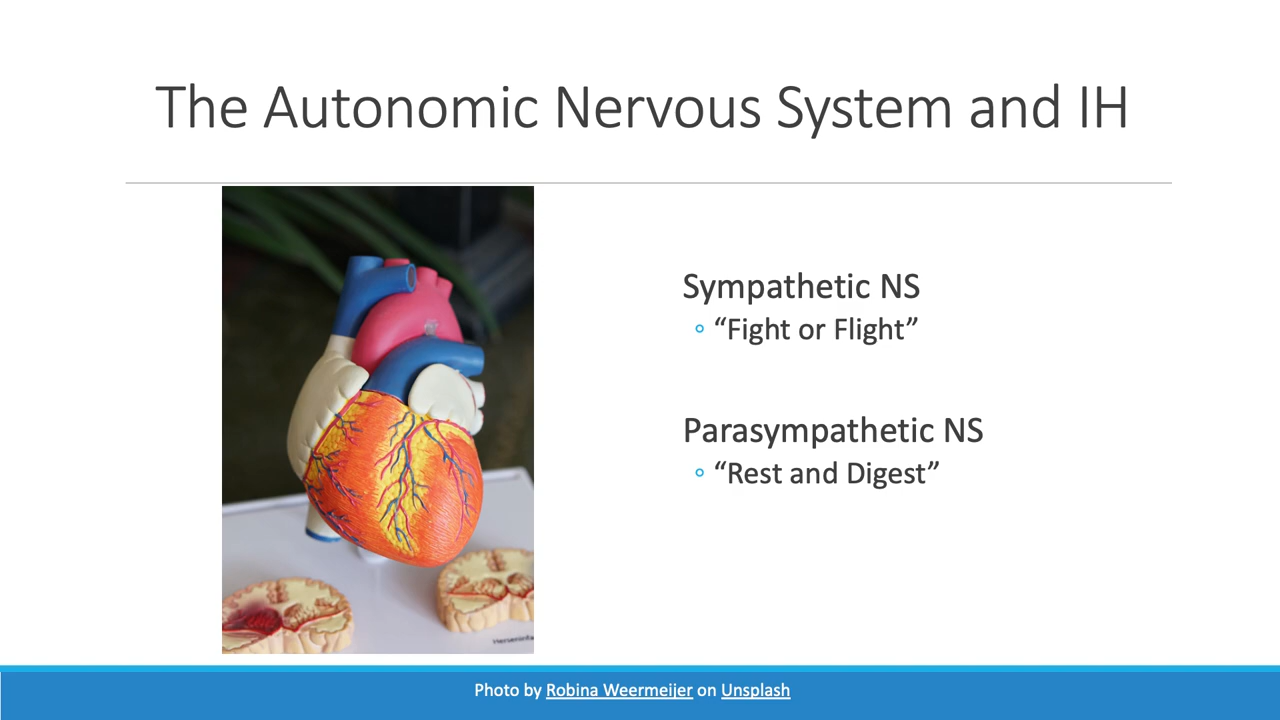 The Autonomic Nervous System and IH
Sympathetic NS
◦ “Fight or Flight”
Parasympathetic NS
◦ “Rest and Digest”
Photo by Robina Weermeijer on Unsplash